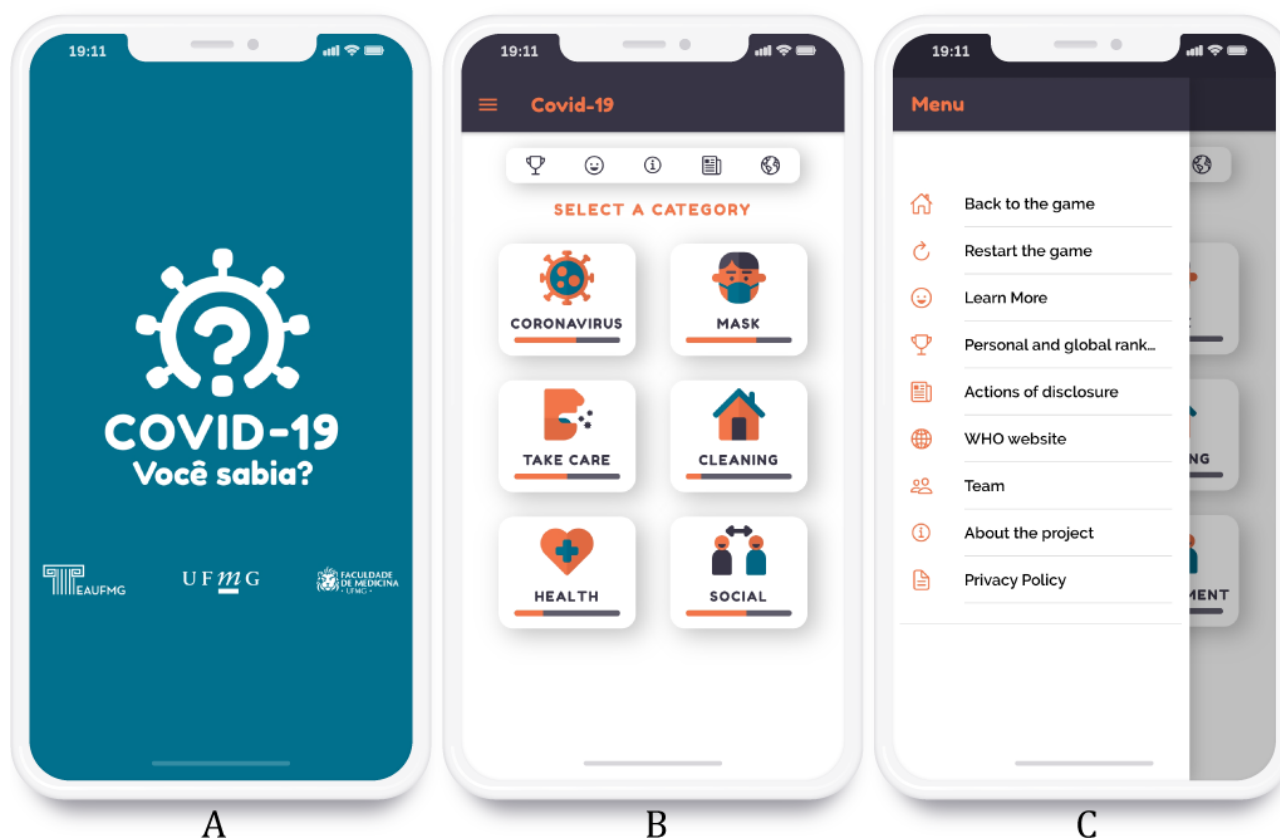 19:11
COVID-19
Você sabia?
TEAUFMG
UFmG
FACULDADE
DE MEDICINA
· UFMG ·
A
19:11
Covid-19
SELECT A CATEGORY
CORONAVIRUS
MASK
TAKE CARE
CLEANING
HEALTH
SOCIAL
B
19:11
Menu
Back to the game
Restart the game
Learn More
Personal and global rank...
Actions of disclosure
WHO website
NG
Team
About the project
Privacy Policy
MENT
C